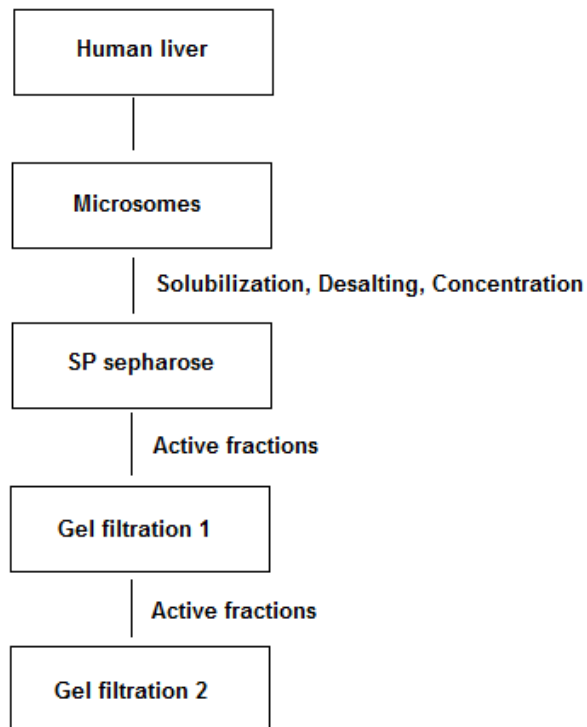 Human liver
Microsomes
Solubilization, Desalting, Concentration
SP sepharose
Active fractions
Gel filtration 1
Active fractions
Gel filtration 2